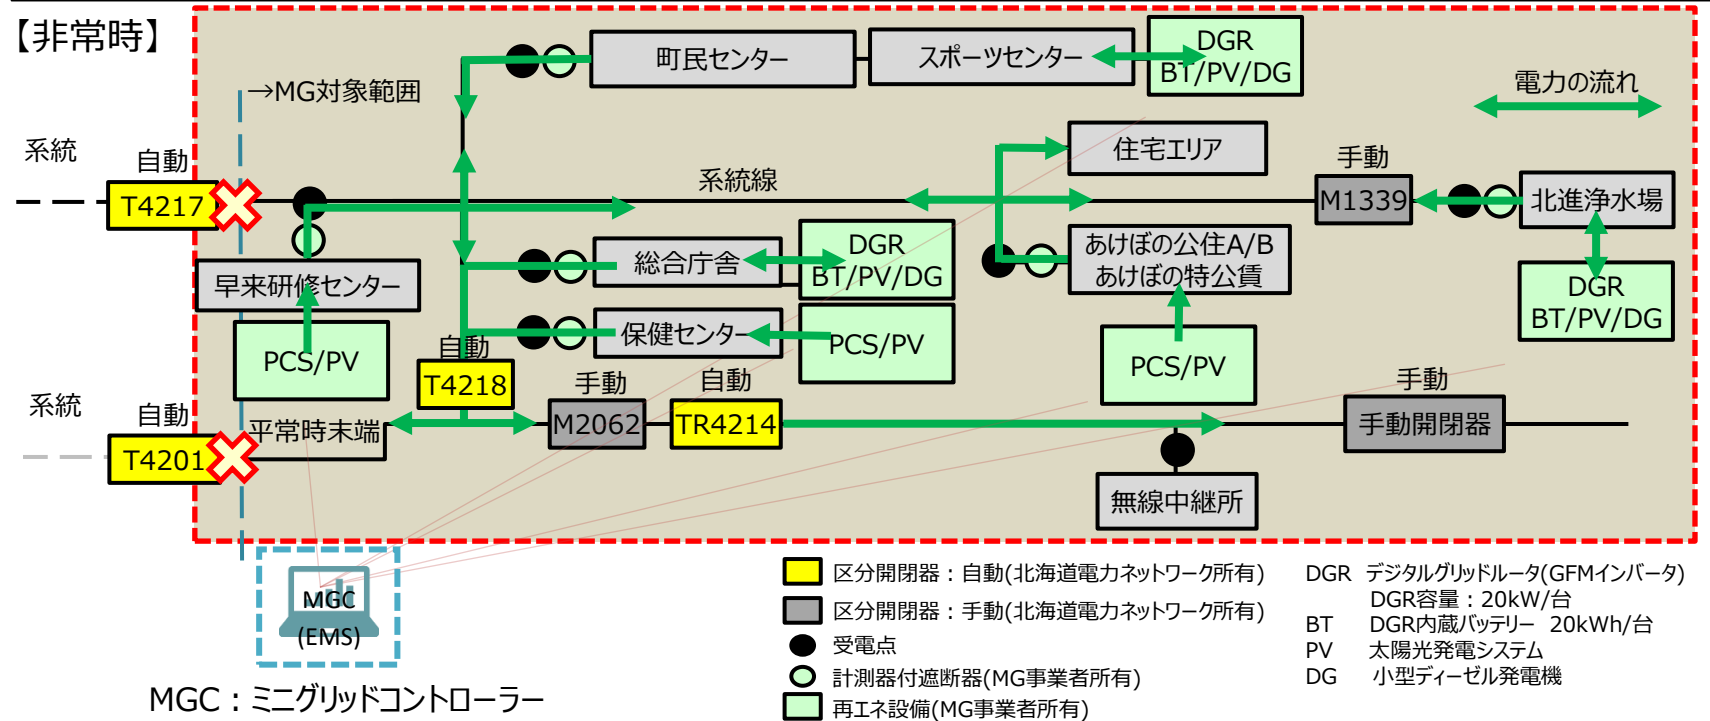 【非常時】
→MG対象範囲
町民センター
スポーツセンター
DGR
BT/PV/DG
電力の流れ
系統
自動
T4217
系統線
住宅エリア
手動
M1339
北進浄水場
早来研修センター
PCS/PV
総合庁舎
DGR
BT/PV/DG
あけぼの公住A/B
あけぼの特公賃
DGR
BT/PV/DG
保健センター
PCS/PV
PCS/PV
自動
T4218
系統
自動
T4201
平常時末端
手動
M2062
自動
TR4214
手動
手動開閉器
無線中継所
MGC
(EMS)
MGC：ミニグリッドコントローラー
区分開閉器：自動(北海道電力ネットワーク所有)
区分開閉器：手動(北海道電力ネットワーク所有)
受電点
計測器付遮断器(MG事業者所有)
再エネ設備(MG事業者所有)
DGR デジタルグリッドルータ(GFMインバータ)
DGR容量：20kW/台
BT DGR内蔵バッテリー 20kWh/台
PV 太陽光発電システム
DG 小型ディーゼル発電機